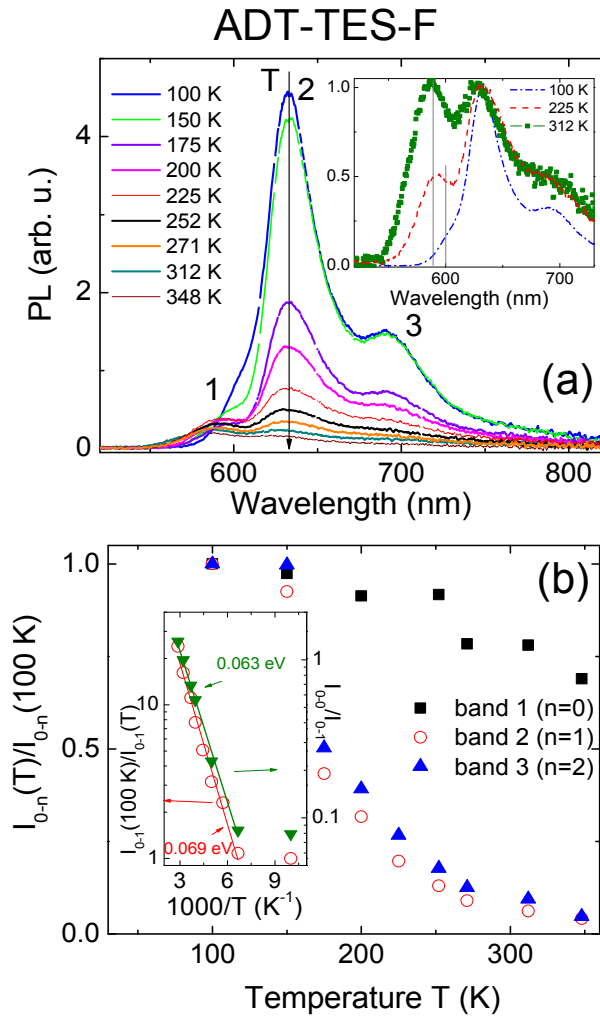 ADT-TES-F
PL (arb. u.)
4
2
0
T
2
1
3
100 K
150 K
175 K
200 K
225 K
252 K
271 K
312 K
348 K
1.0
0.5
0.0
100 K
225 K
312 K
600
700
Wavelength (nm)
(a)
600
700
800
Wavelength (nm)
(b)
I0-n(T)/I0-n(100 K)
1.0
0.5
0.0
I0-1(100 K)/I0-1(T)
10
1
0.063 eV
0.069 eV
1
0.1
I0-0/I0-1
3
6
9
1000/T (K-1)
band 1 (n=0)
band 2 (n=1)
band 3 (n=2)
100
200
300
Temperature T (K)